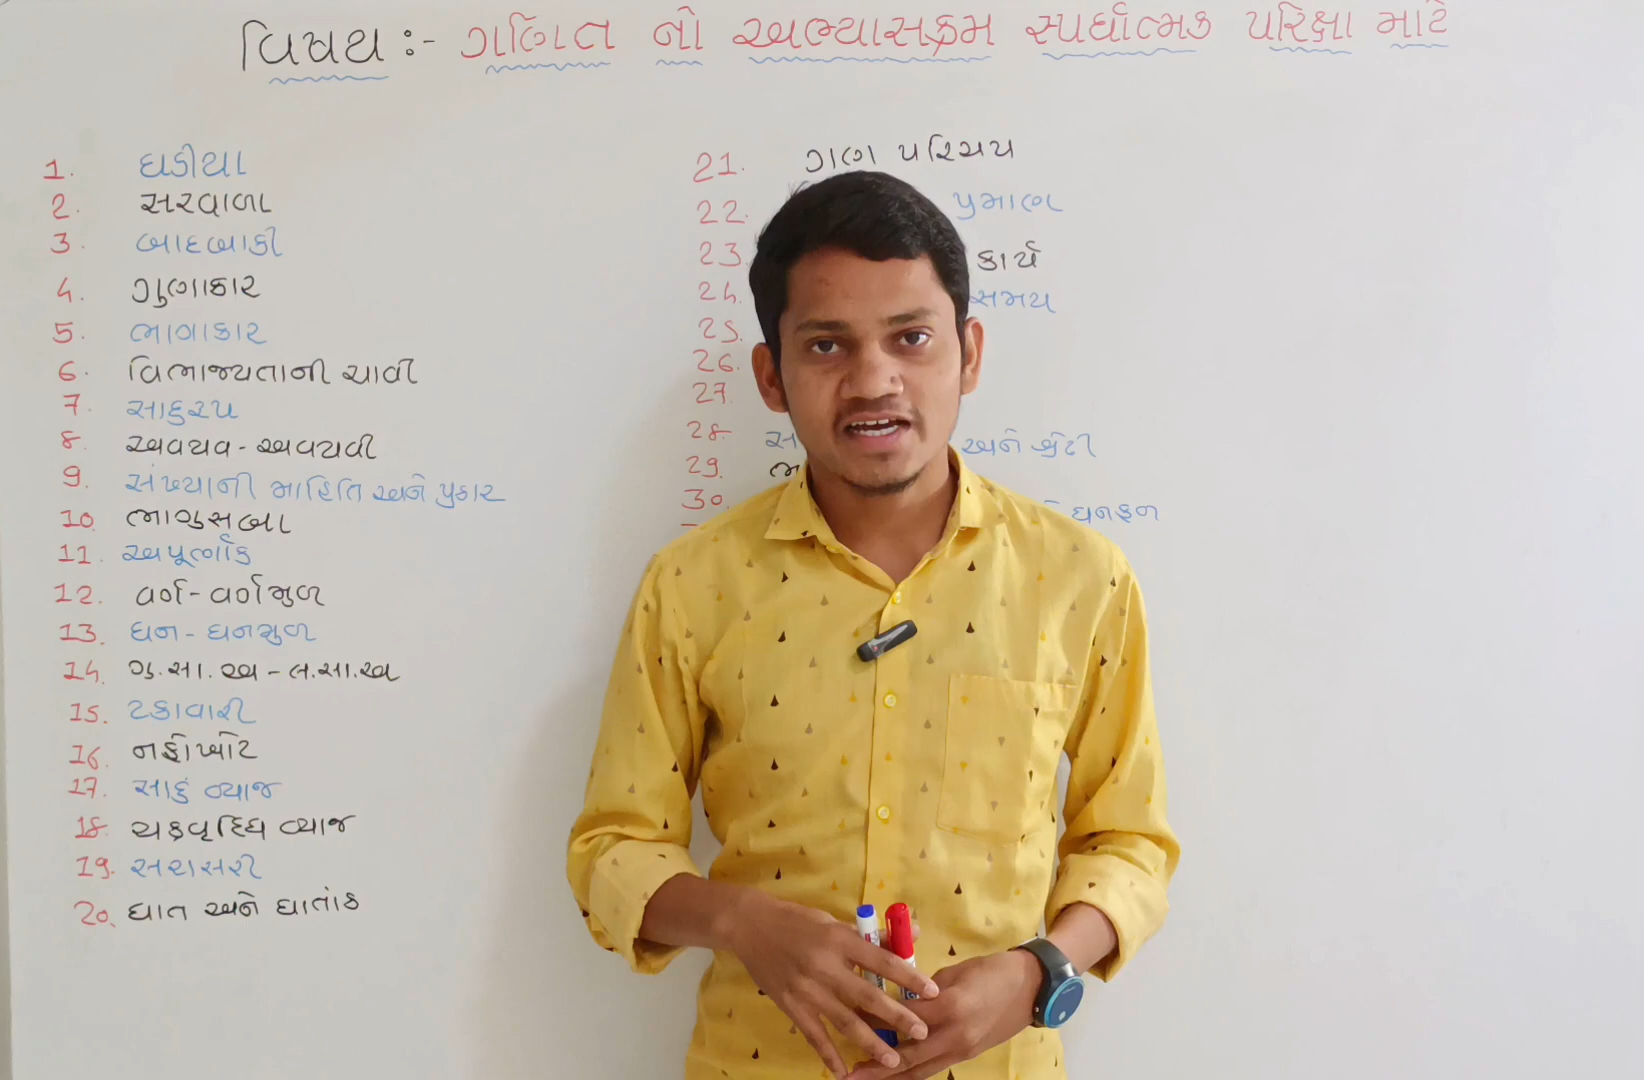 વિષય :- ગણિત નો અભ્યાસક્રમ સ્પર્ધાત્મક પરિક્ષા માટે
1. ઘડીયા
2. સરવાળા
3. બાદબાકી
4. ગુણાકાર
5. ભાગાકાર
6. વિભાજ્યતાની ચાવી
7. સાદુરૂપ
8. અવયવ - અવયવી
9. સંખ્યાની માહિતિ અને પ્રકાર
10. ભાગુસબા
11. અપૂર્ણાંક
12. વર્ગ - વર્ગમુળ
13. ઘન - ઘનમુળ
14. ગુ.સા.અ - લ.સા.અ
15. ટકાવારી
16. નફોખોટ
17. સાદું વ્યાજ
18. ચક્રવૃદ્ધિ વ્યાજ
19. સરાસરી
20. ઘાત અને ઘાતાંક
21. ગણ પરિચય
22. પ્રમાણ
23. કાર્ય
24. સમય
25.
26.
27.
28. સ અને
29. ભ
30. ઘનફળ